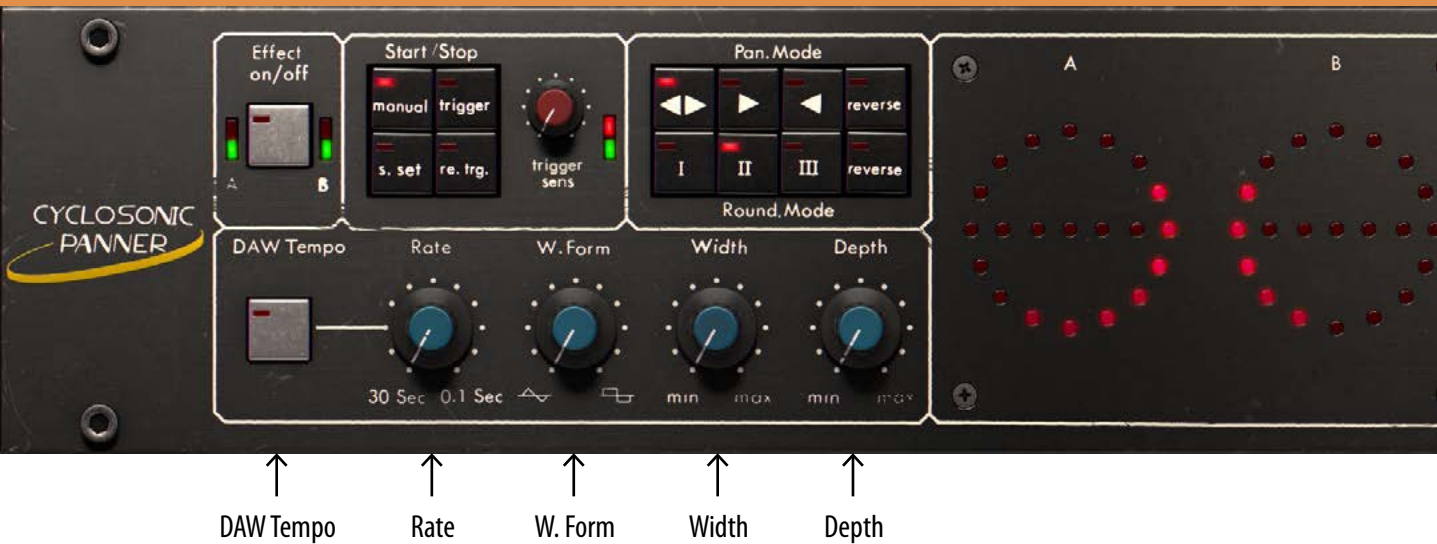 Effect
on/off
A
B
Start/Stop
manual
trigger
s. set
re. trg.
trigger
sens
Pan. Mode
reverse
I
II
III
reverse
Round. Mode
A
B
CYCLOSONIC
PANNER
DAW Tempo
Rate
W. Form
Width
Depth
30 Sec
0.1 Sec
min
max
min
max
DAW Tempo
Rate
W. Form
Width
Depth